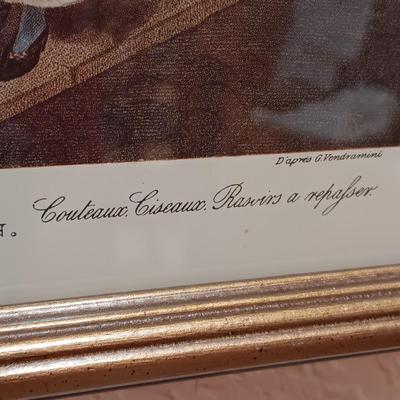 D'après G. Vendramini
Couteaux. Ciseaux. Rasoirs a repaſser.